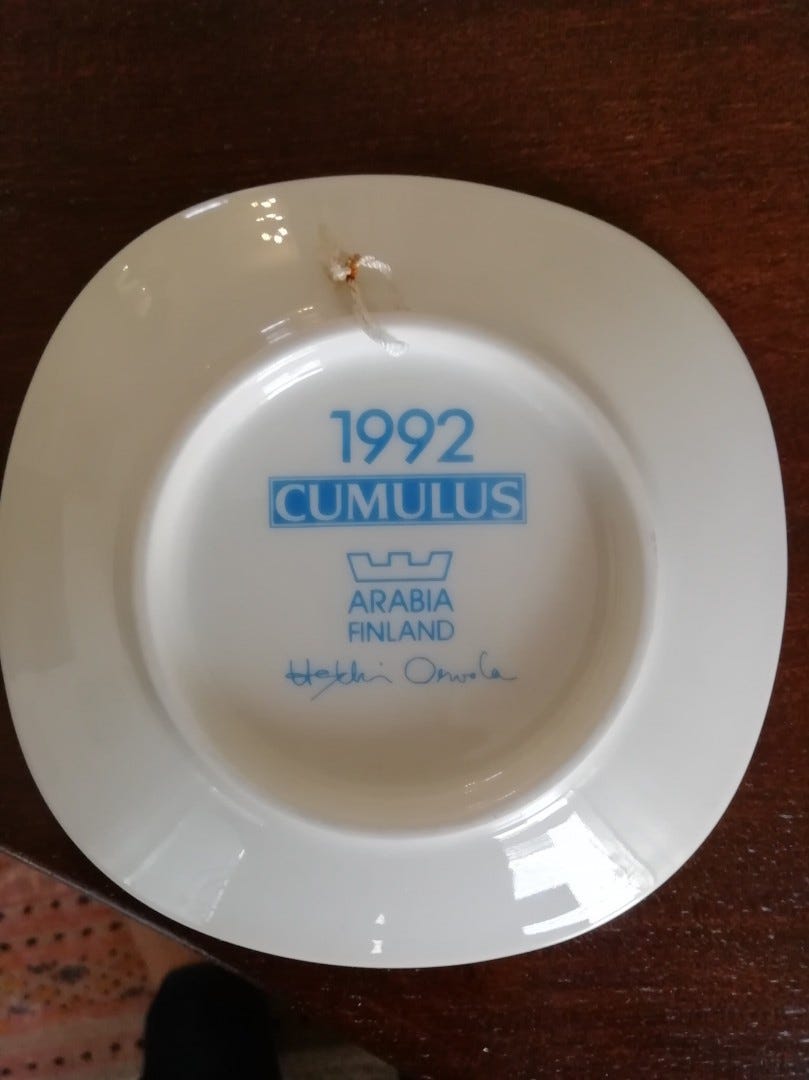 1992
CUMULUS
ARABIA
FINLAND
Heikki Orvola